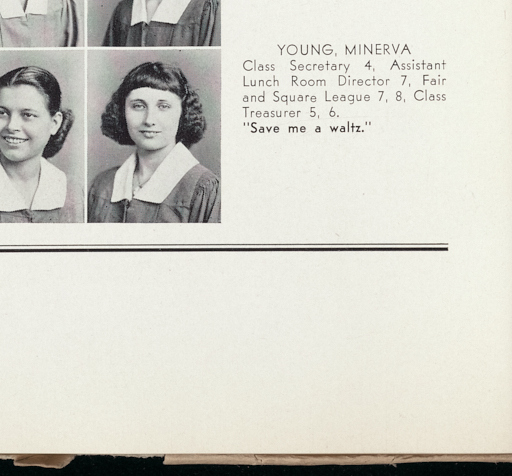 YOUNG, MINERVA
Class Secretary 4, Assistant
Lunch Room Director 7, Fair
and Square League 7, 8, Class
Treasurer 5, 6.
"Save me a waltz."